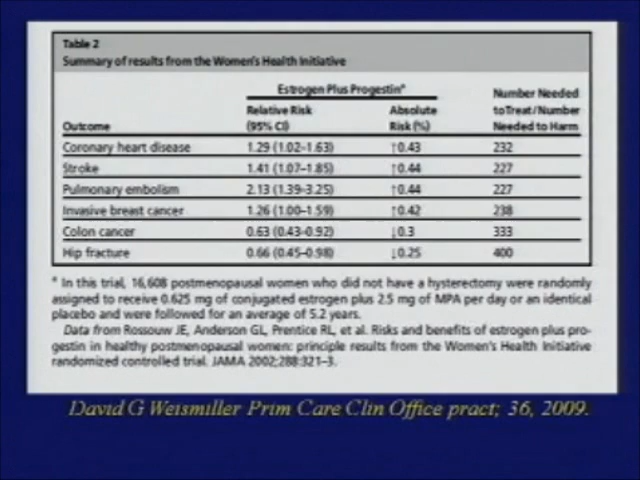 Table 2
Summary of results from the Women's Health Initiative
Estrogen Plus Progestin*
Number Needed
Relative Risk Absolute to Treat/Number
Outcome (95% CI) Risk (%) Needed to Harm
Coronary heart disease 1.29 (1.02–1.63) ↑0.43 232
Stroke 1.41 (1.07–1.85) ↑0.44 227
Pulmonary embolism 2.13 (1.39–3.25) ↑0.44 227
Invasive breast cancer 1.26 (1.00–1.59) ↑0.42 238
Colon cancer 0.63 (0.43–0.92) ↓0.3 333
Hip fracture 0.66 (0.45–0.98) ↓0.25 400
* In this trial, 16,608 postmenopausal women who did not have a hysterectomy were randomly
assigned to receive 0.625 mg of conjugated estrogen plus 2.5 mg of MPA per day or an identical
placebo and were followed for an average of 5.2 years.
Data from Rossouw JE, Anderson GL, Prentice RL, et al. Risks and benefits of estrogen plus pro-
gestin in healthy postmenopausal women: principle results from the Women's Health Initiative
randomized controlled trial. JAMA 2002;288:321–3.
David G Weismiller Prim Care Clin Office pract; 36, 2009.